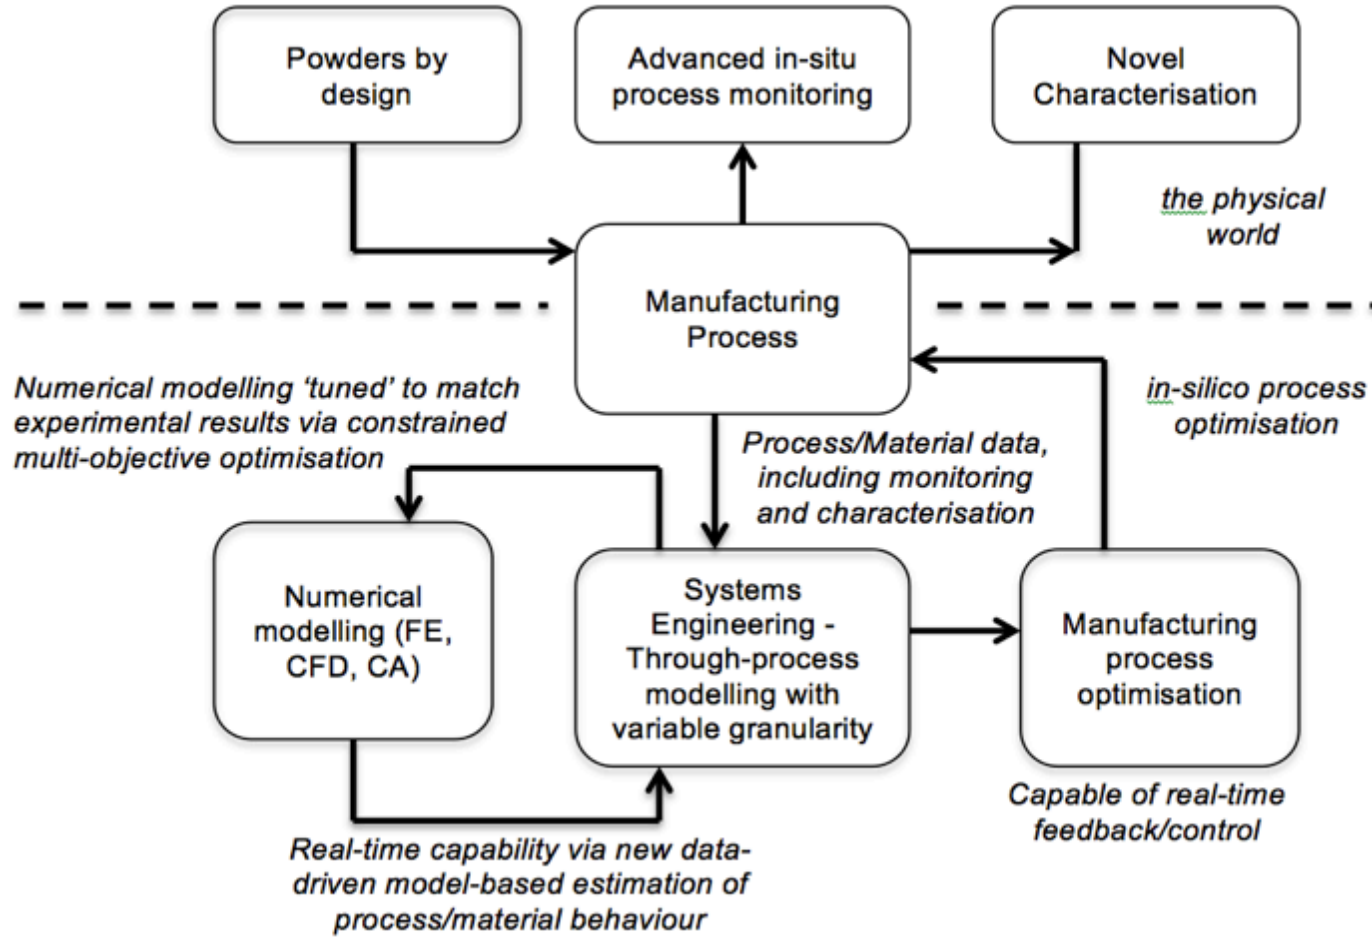 Powders by
design
Advanced in-situ
process monitoring
Novel
Characterisation
the physical
world
Manufacturing
Process
Numerical modelling ‘tuned’ to match
experimental results via constrained
multi-objective optimisation
in-silico process
optimisation
Process/Material data,
including monitoring
and characterisation
Numerical
modelling (FE,
CFD, CA)
Systems
Engineering -
Through-process
modelling with
variable granularity
Manufacturing
process
optimisation
Capable of real-time
feedback/control
Real-time capability via new data-
driven model-based estimation of
process/material behaviour